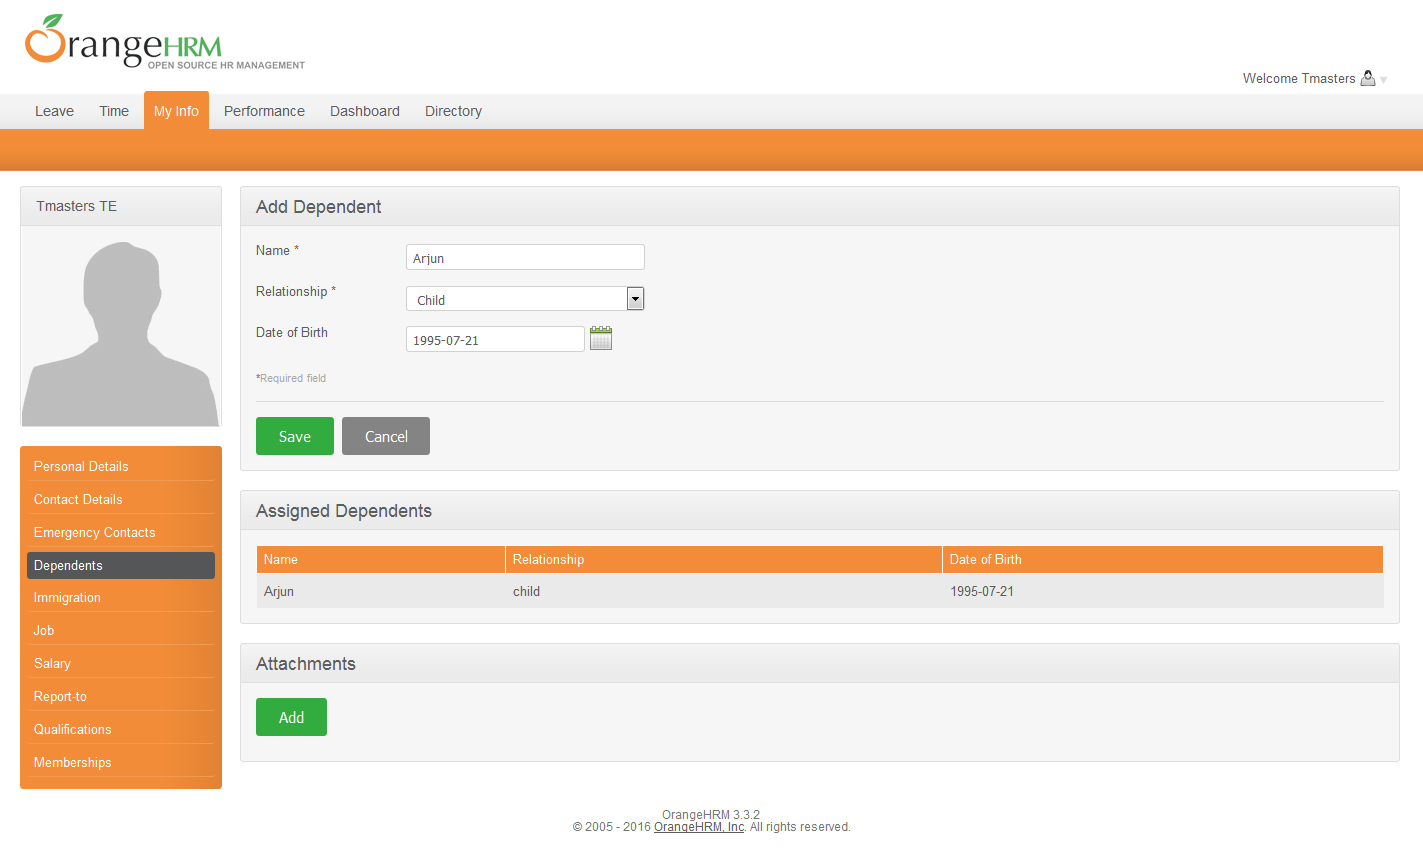 OrangeHRM
OPEN SOURCE HR MANAGEMENT
Welcome Tmasters
Leave Time My Info Performance Dashboard Directory
Tmasters TE
Personal Details
Contact Details
Emergency Contacts
Dependents
Immigration
Job
Salary
Report-to
Qualifications
Memberships
Add Dependent
Name * Arjun
Relationship * Child
Date of Birth 1995-07-21
*Required field
Save Cancel
Assigned Dependents
Name Relationship Date of Birth
Arjun child 1995-07-21
Attachments
Add
OrangeHRM 3.3.2
© 2005 - 2016 OrangeHRM, Inc. All rights reserved.